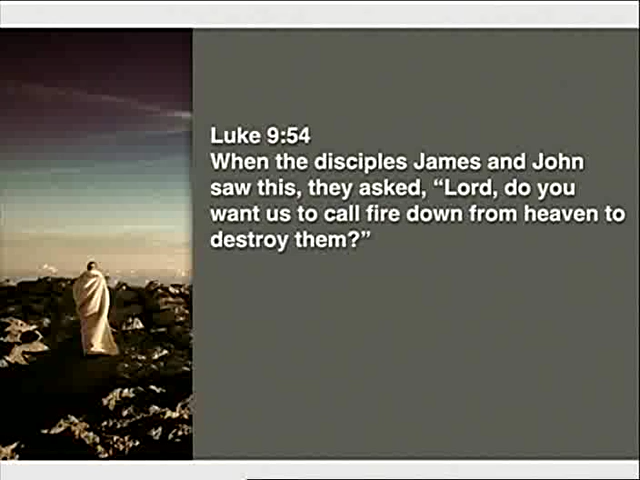 Luke 9:54
When the disciples James and John
saw this, they asked, “Lord, do you
want us to call fire down from heaven to
destroy them?”